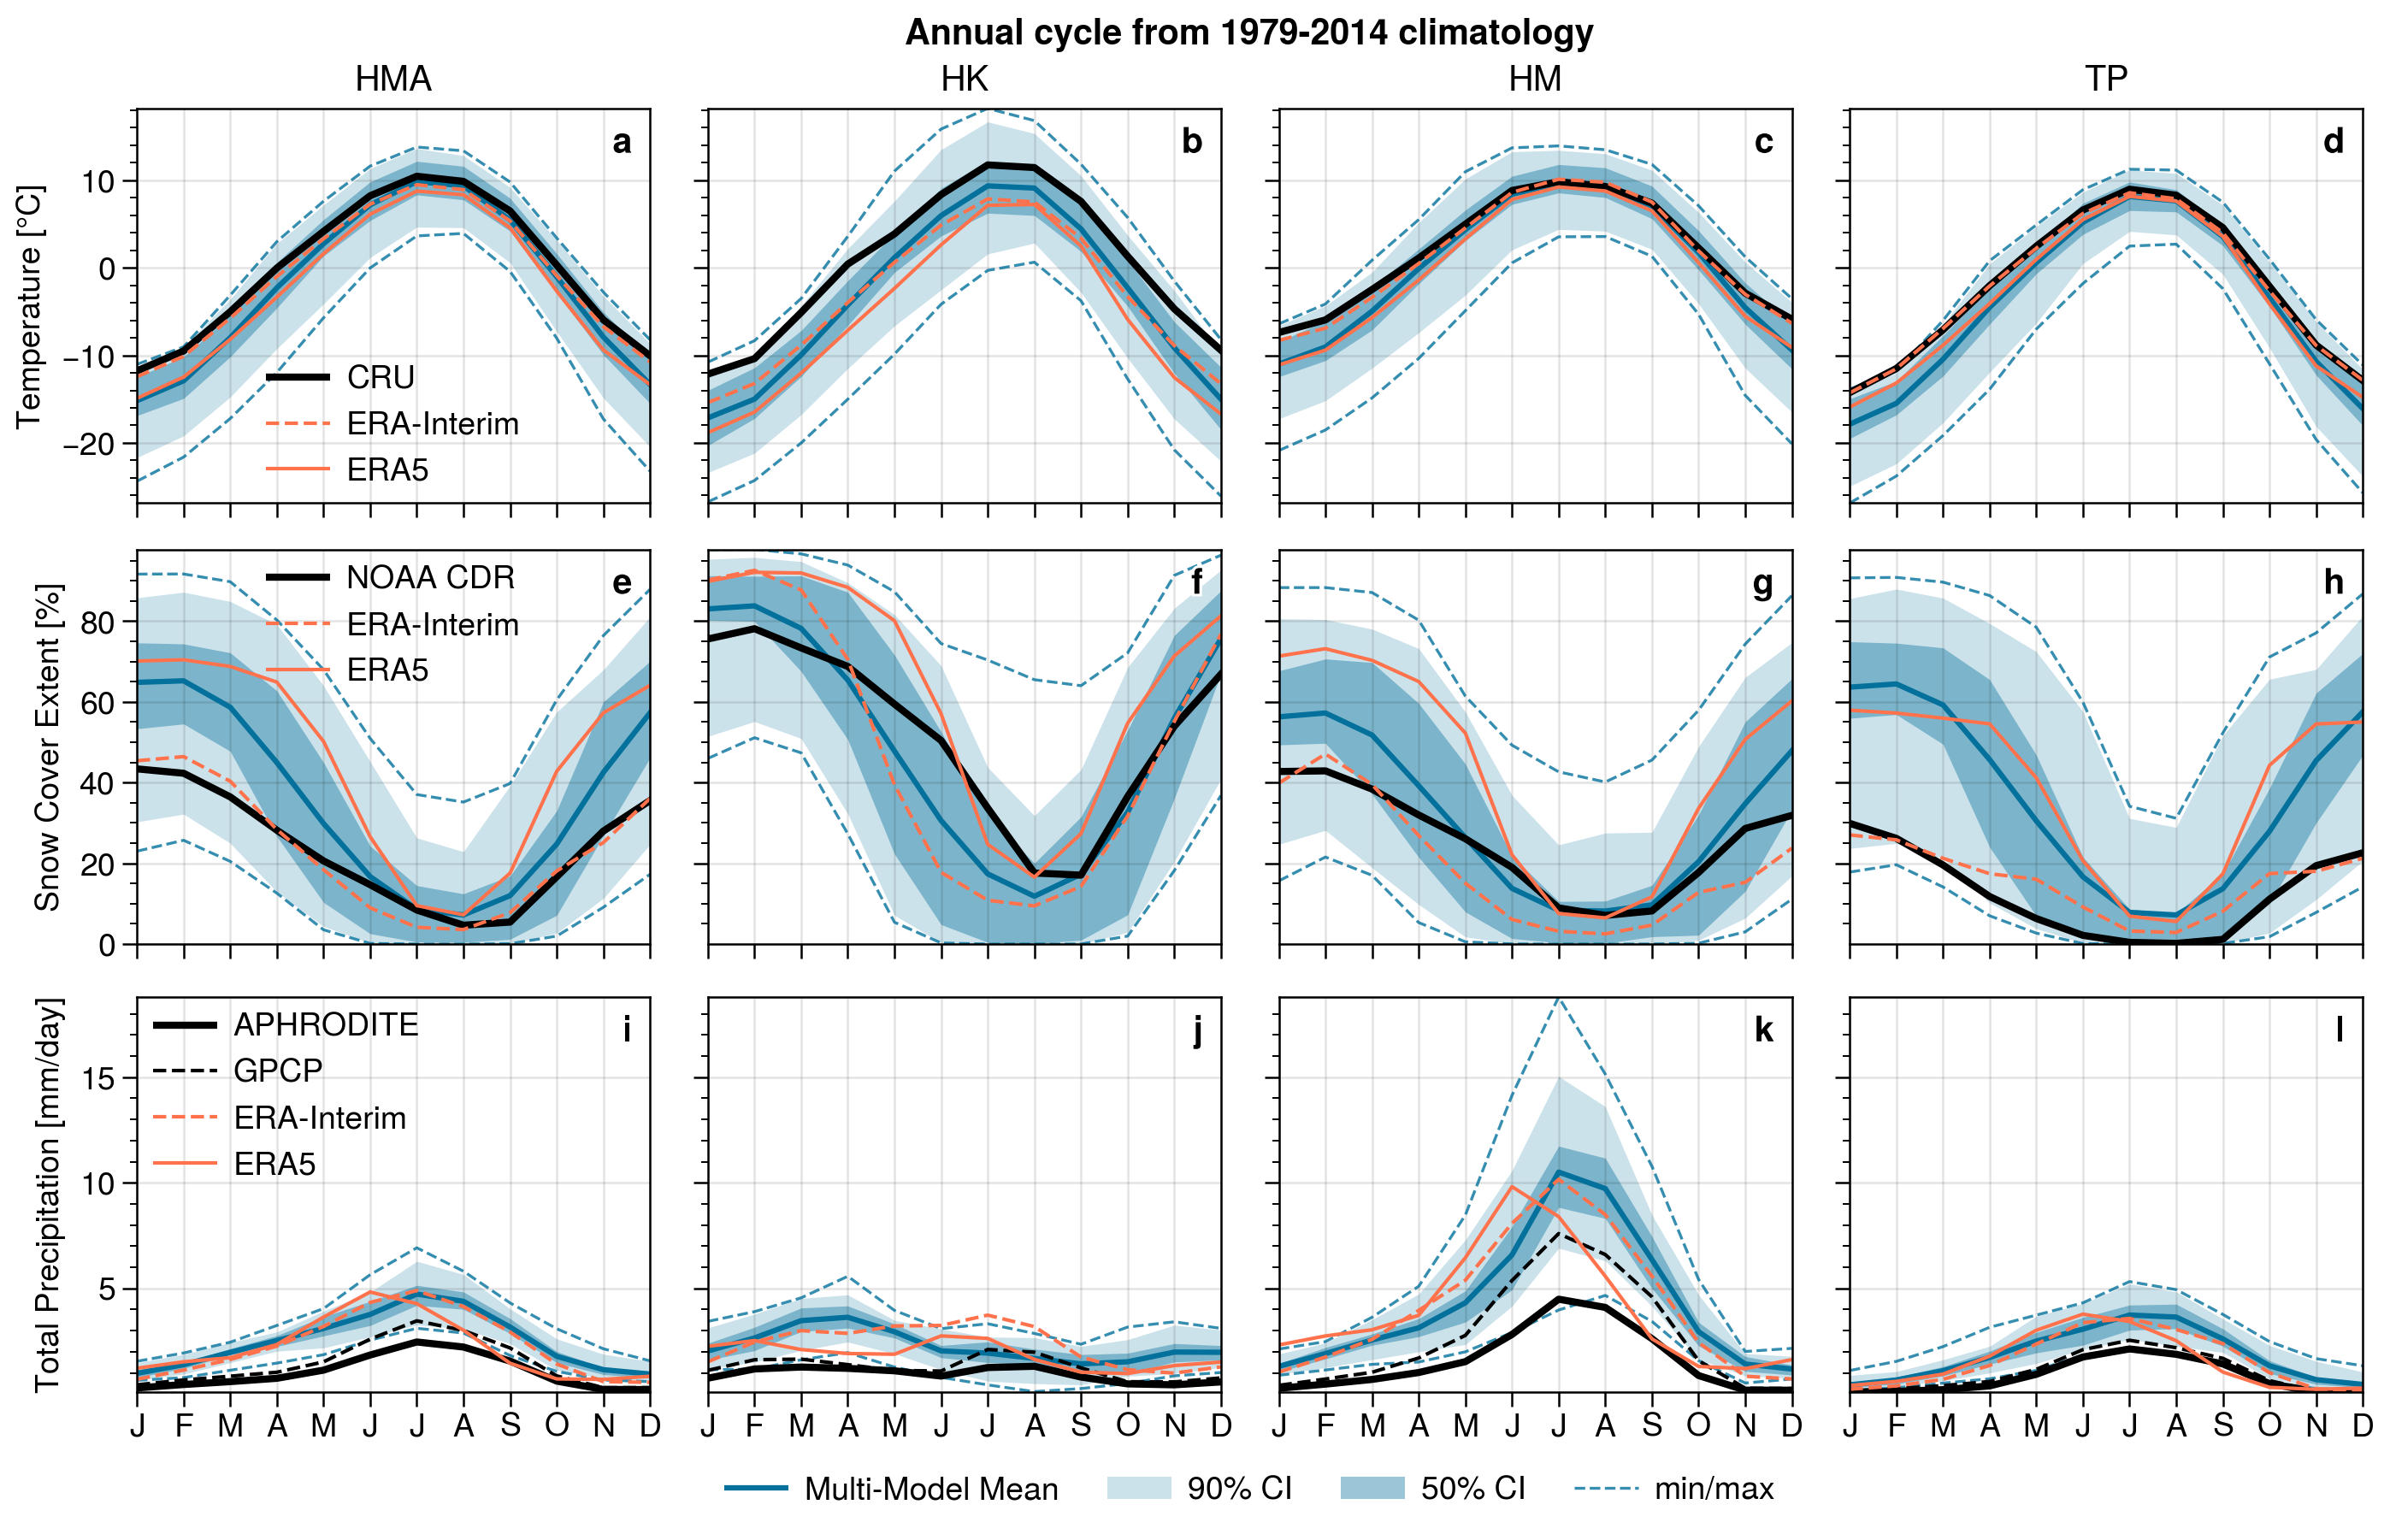 Annual cycle from 1979-2014 climatology
HMA HK HM TP
Temperature [°C]
10
0
−10
−20
a
b
c
d
CRU
ERA-Interim
ERA5
Snow Cover Extent [%]
80
60
40
20
0
e
f
g
h
NOAA CDR
ERA-Interim
ERA5
Total Precipitation [mm/day]
15
10
5
i
j
k
l
APHRODITE
GPCP
ERA-Interim
ERA5
J F M A M J J A S O N D
J F M A M J J A S O N D
J F M A M J J A S O N D
J F M A M J J A S O N D
Multi-Model Mean 90% CI 50% CI min/max